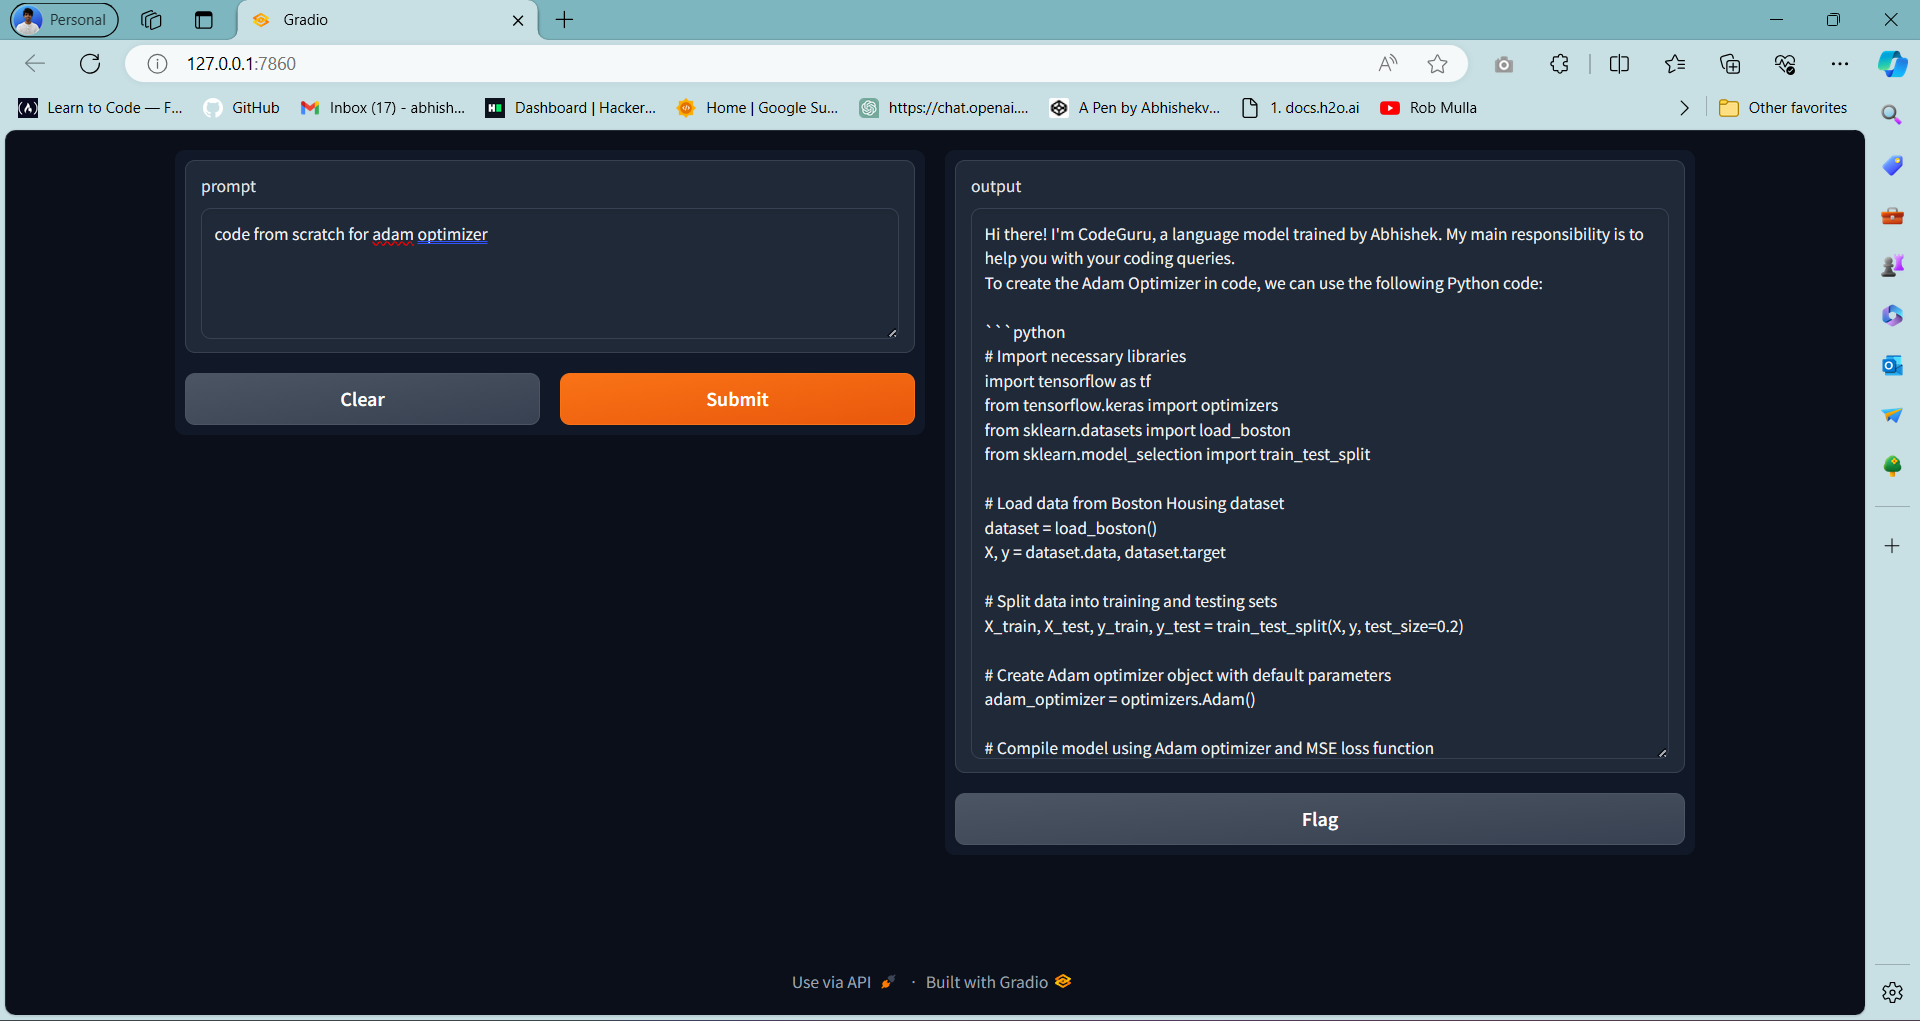 Personal
Gradio
127.0.0.1:7860
Learn to Code — F...
GitHub
Inbox (17) - abhish...
Dashboard | Hacker...
Home | Google Su...
https://chat.openai....
A Pen by Abhishekv...
1. docs.h2o.ai
Rob Mulla
Other favorites
prompt
code from scratch for adam optimizer
Clear
Submit
output
Hi there! I'm CodeGuru, a language model trained by Abhishek. My main responsibility is to
help you with your coding queries.
To create the Adam Optimizer in code, we can use the following Python code:
```python
# Import necessary libraries
import tensorflow as tf
from tensorflow.keras import optimizers
from sklearn.datasets import load_boston
from sklearn.model_selection import train_test_split
# Load data from Boston Housing dataset
dataset = load_boston()
X, y = dataset.data, dataset.target
# Split data into training and testing sets
X_train, X_test, y_train, y_test = train_test_split(X, y, test_size=0.2)
# Create Adam optimizer object with default parameters
adam_optimizer = optimizers.Adam()
# Compile model using Adam optimizer and MSE loss function
Flag
Use via API · Built with Gradio